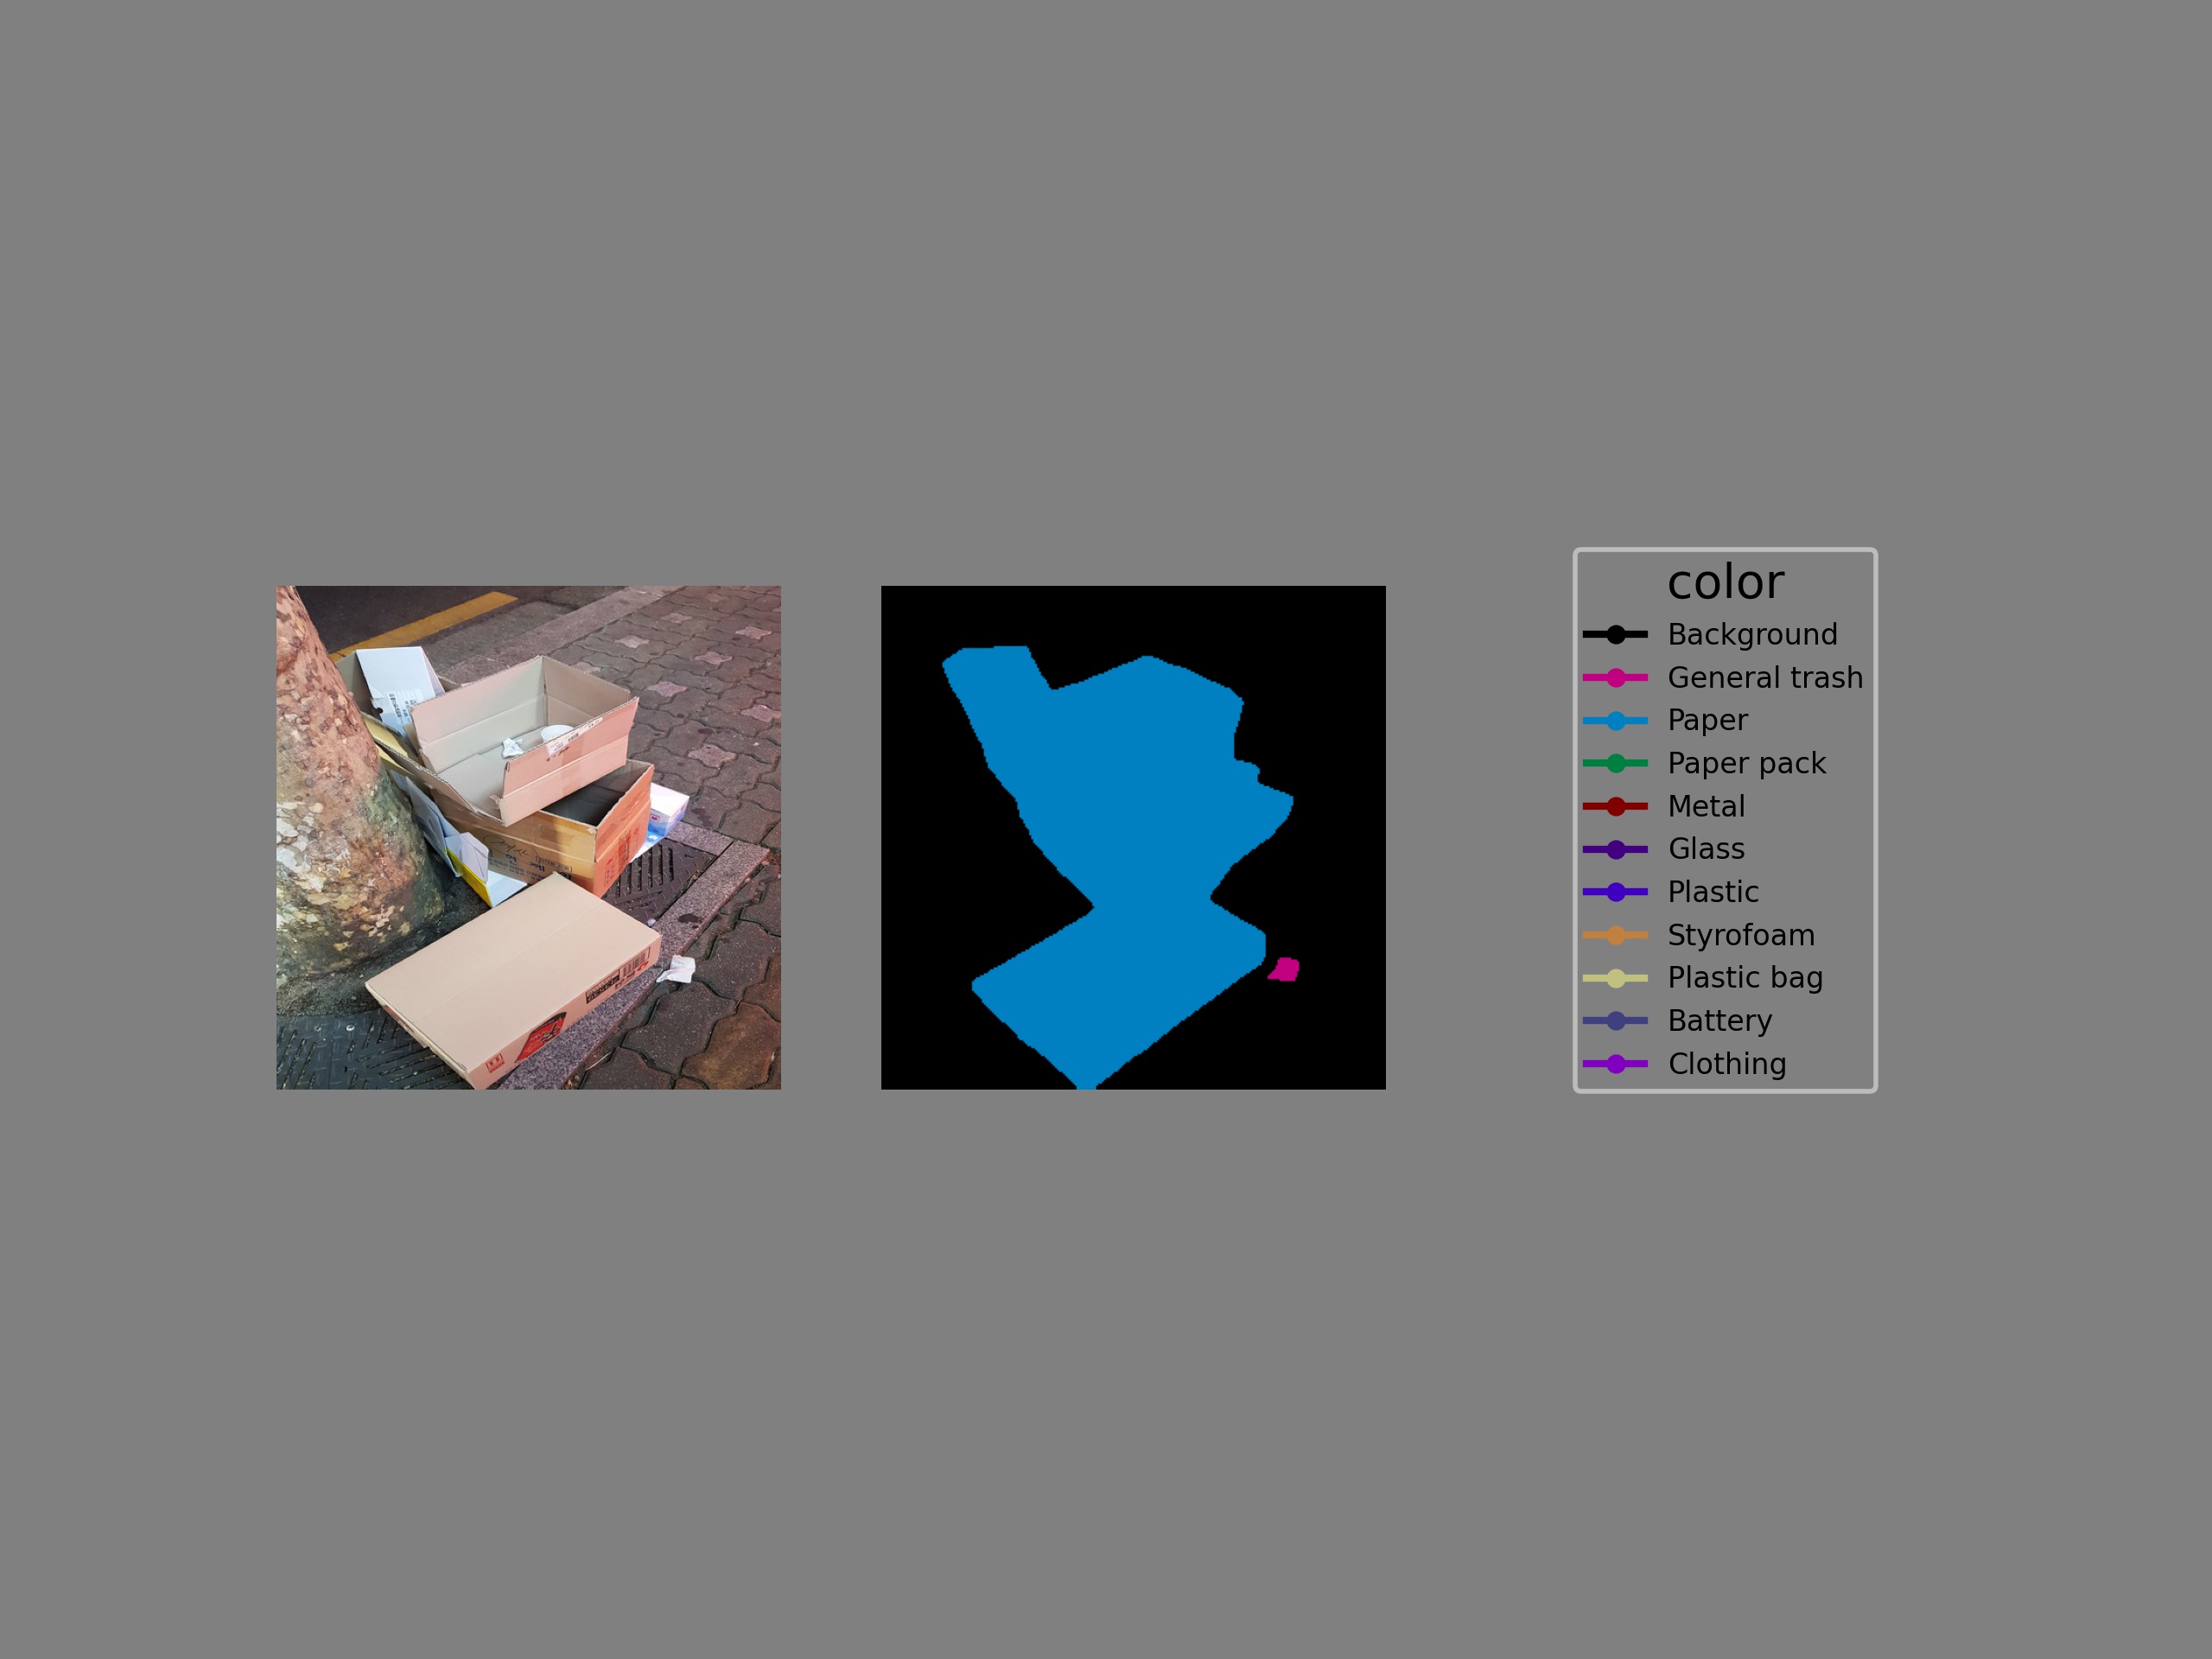 color
Background
General trash
Paper
Paper pack
Metal
Glass
Plastic
Styrofoam
Plastic bag
Battery
Clothing